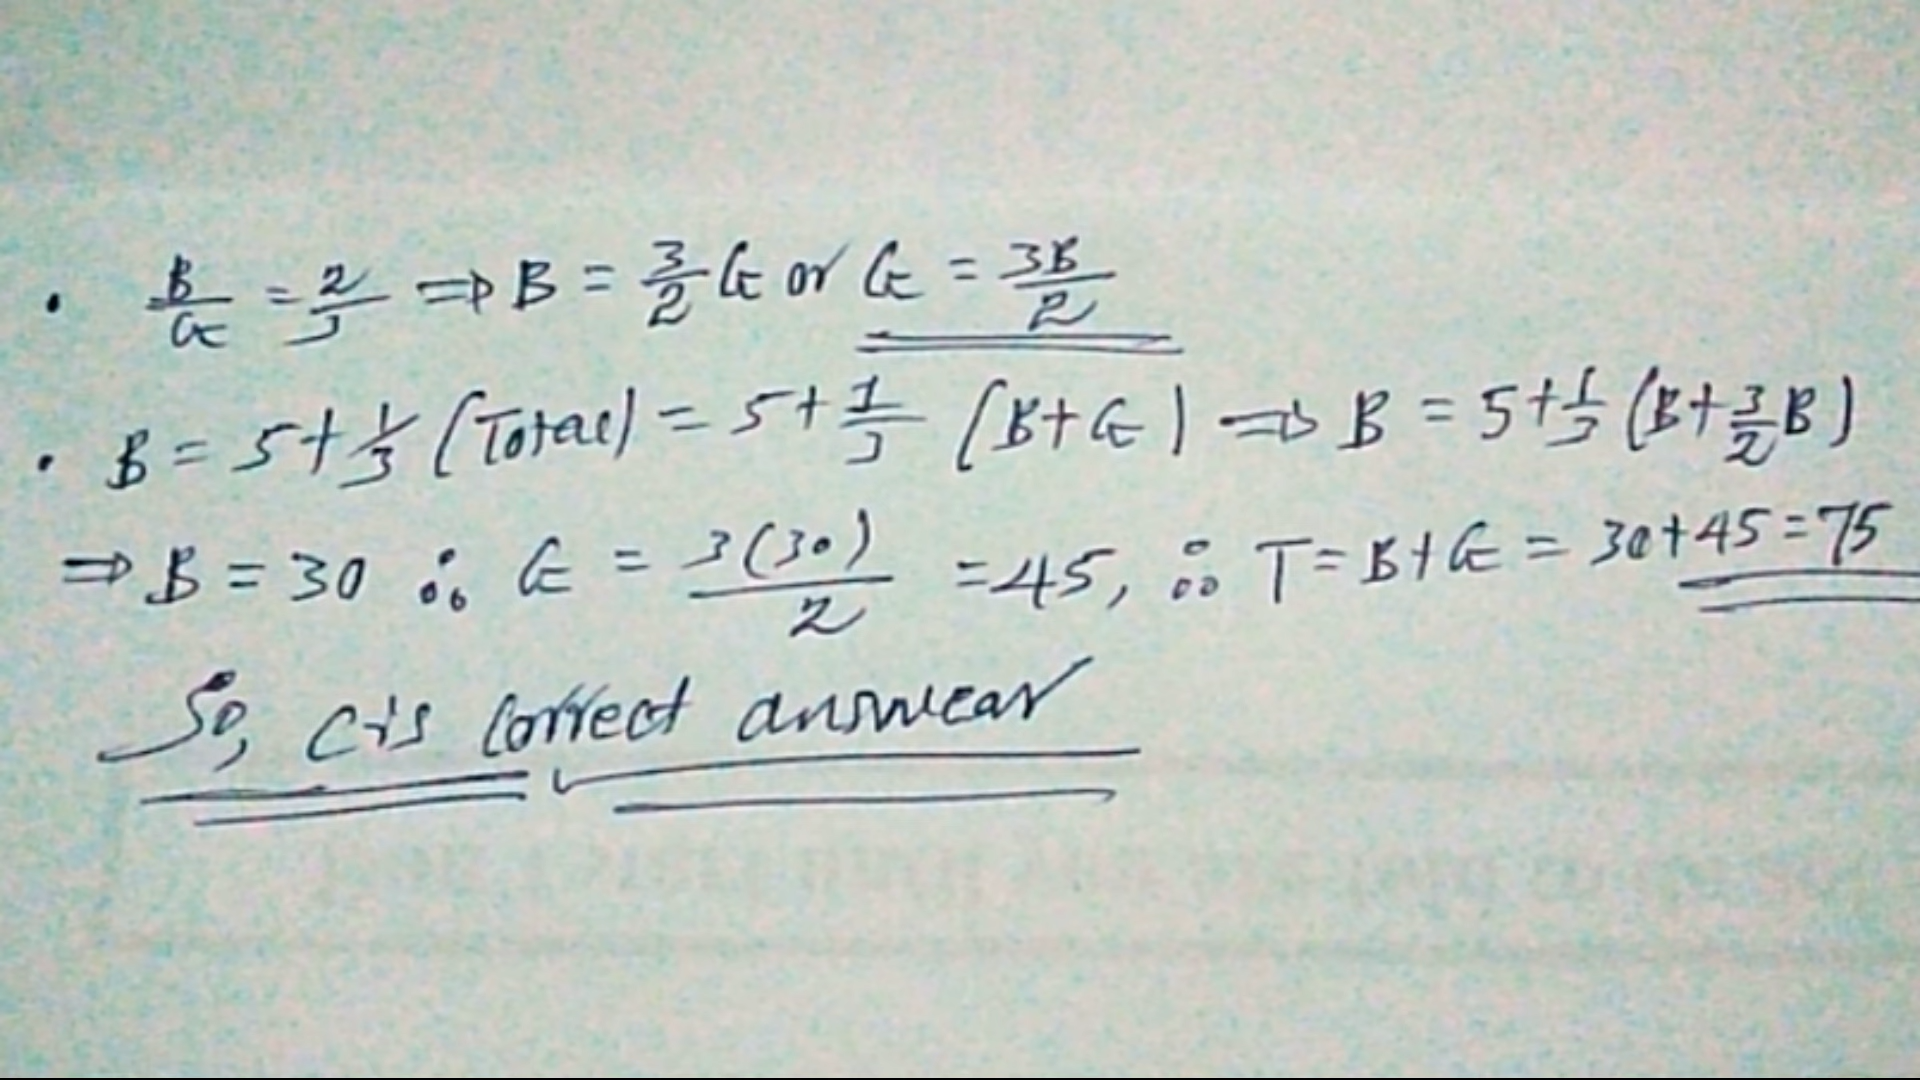 • B/G = 2/3 ⇒ B = 3/2 G or G = 3B/2
• B = 5 + 1/3 (Total) = 5 + 1/3 (B+G) ⇒ B = 5 + 1/3 (B + 3/2 B)
⇒ B = 30 ∴ G = 3(30)/2 = 45, ∴ T = B+G = 30+45 = 75
So, C is correct answear